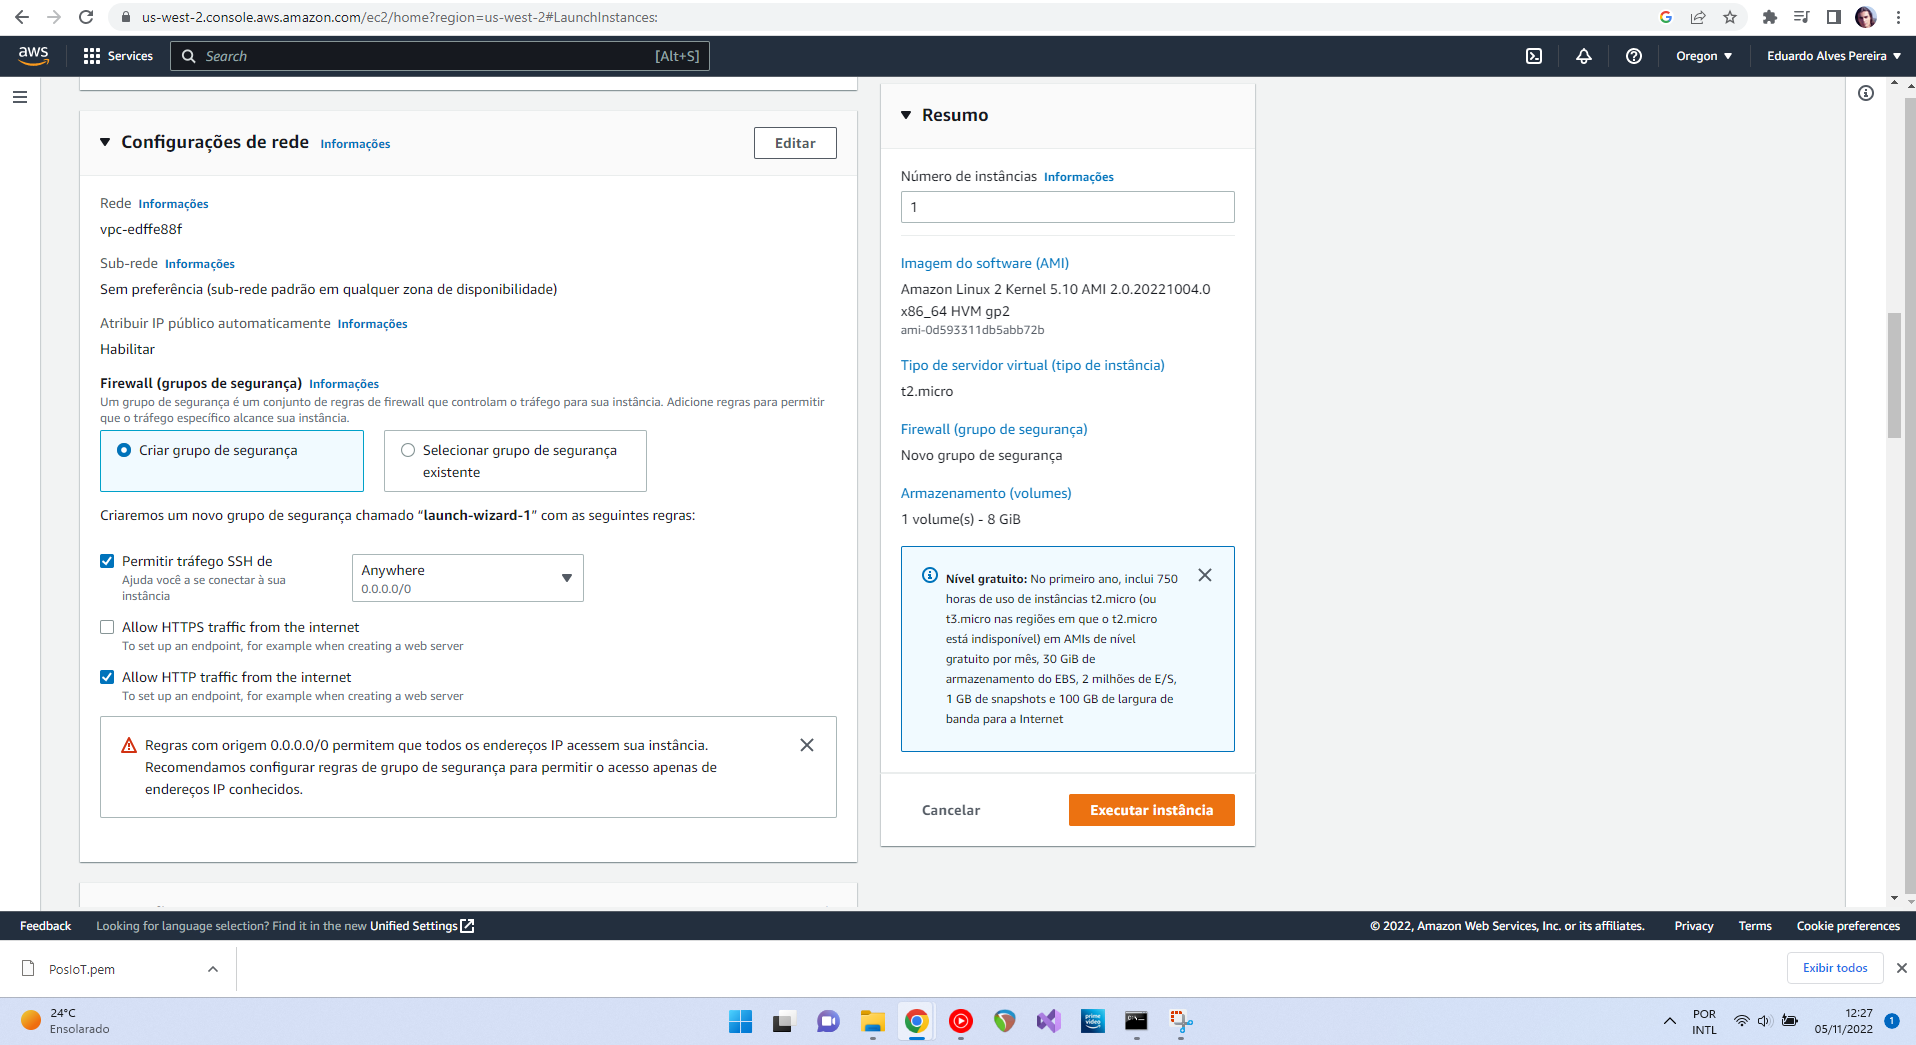 us-west-2.console.aws.amazon.com/ec2/home?region=us-west-2#LaunchInstances:
aws
Services
Search
[Alt+S]
Oregon
Eduardo Alves Pereira
Configurações de rede Informações
Editar
Rede Informações
vpc-edffe88f
Sub-rede Informações
Sem preferência (sub-rede padrão em qualquer zona de disponibilidade)
Atribuir IP público automaticamente Informações
Habilitar
Firewall (grupos de segurança) Informações
Um grupo de segurança é um conjunto de regras de firewall que controlam o tráfego para sua instância. Adicione regras para permitir
que o tráfego específico alcance sua instância.
Criar grupo de segurança
Selecionar grupo de segurança
existente
Criaremos um novo grupo de segurança chamado “launch-wizard-1” com as seguintes regras:
Permitir tráfego SSH de
Ajuda você a se conectar à sua
instância
Anywhere
0.0.0.0/0
Allow HTTPS traffic from the internet
To set up an endpoint, for example when creating a web server
Allow HTTP traffic from the internet
To set up an endpoint, for example when creating a web server
Regras com origem 0.0.0.0/0 permitem que todos os endereços IP acessem sua instância.
Recomendamos configurar regras de grupo de segurança para permitir o acesso apenas de
endereços IP conhecidos.
Resumo
Número de instâncias Informações
1
Imagem do software (AMI)
Amazon Linux 2 Kernel 5.10 AMI 2.0.20221004.0
x86_64 HVM gp2
ami-0d593311db5abb72b
Tipo de servidor virtual (tipo de instância)
t2.micro
Firewall (grupo de segurança)
Novo grupo de segurança
Armazenamento (volumes)
1 volume(s) - 8 GiB
Nível gratuito: No primeiro ano, inclui 750
horas de uso de instâncias t2.micro (ou
t3.micro nas regiões em que o t2.micro
está indisponível) em AMIs de nível
gratuito por mês, 30 GiB de
armazenamento do EBS, 2 milhões de E/S,
1 GB de snapshots e 100 GB de largura de
banda para a Internet
Cancelar
Executar instância
Feedback
Looking for language selection? Find it in the new Unified Settings
© 2022, Amazon Web Services, Inc. or its affiliates.
Privacy
Terms
Cookie preferences
PosIoT.pem
Exibir todos
24°C
Ensolarado
prime
video
POR
INTL
12:27
05/11/2022
1